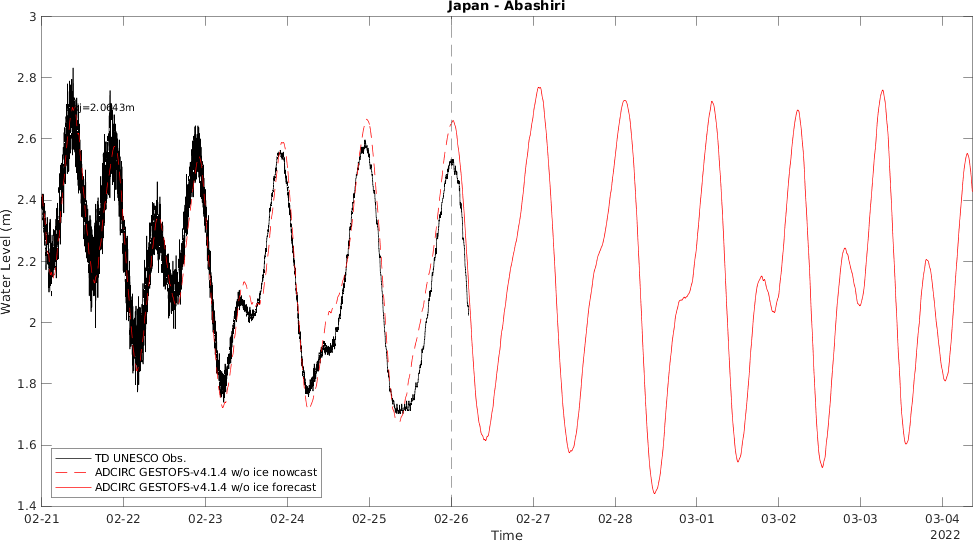 Japan - Abashiri
3
2.8
2.6
2.4
2.2
2
1.8
1.6
1.4
Water Level (m)
=2.0643m
TD UNESCO Obs.
ADCIRC GESTOFS-v4.1.4 w/o ice nowcast
ADCIRC GESTOFS-v4.1.4 w/o ice forecast
02-21 02-22 02-23 02-24 02-25 02-26 02-27 02-28 03-01 03-02 03-03 03-04
Time
2022